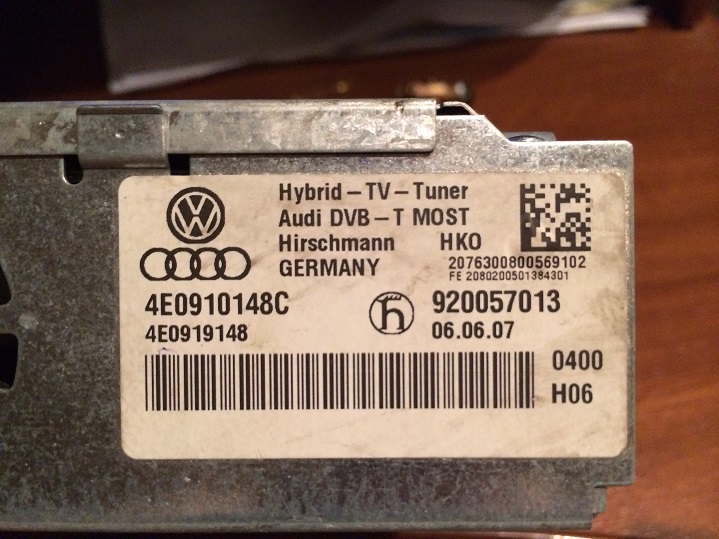 Hybrid-TV-Tuner
Audi DVB-T MOST
Hirschmann HKO
GERMANY
2076300800569102
FE 2080200501384301
4E0910148C
4E0919148
h
920057013
06.06.07
0400
H06